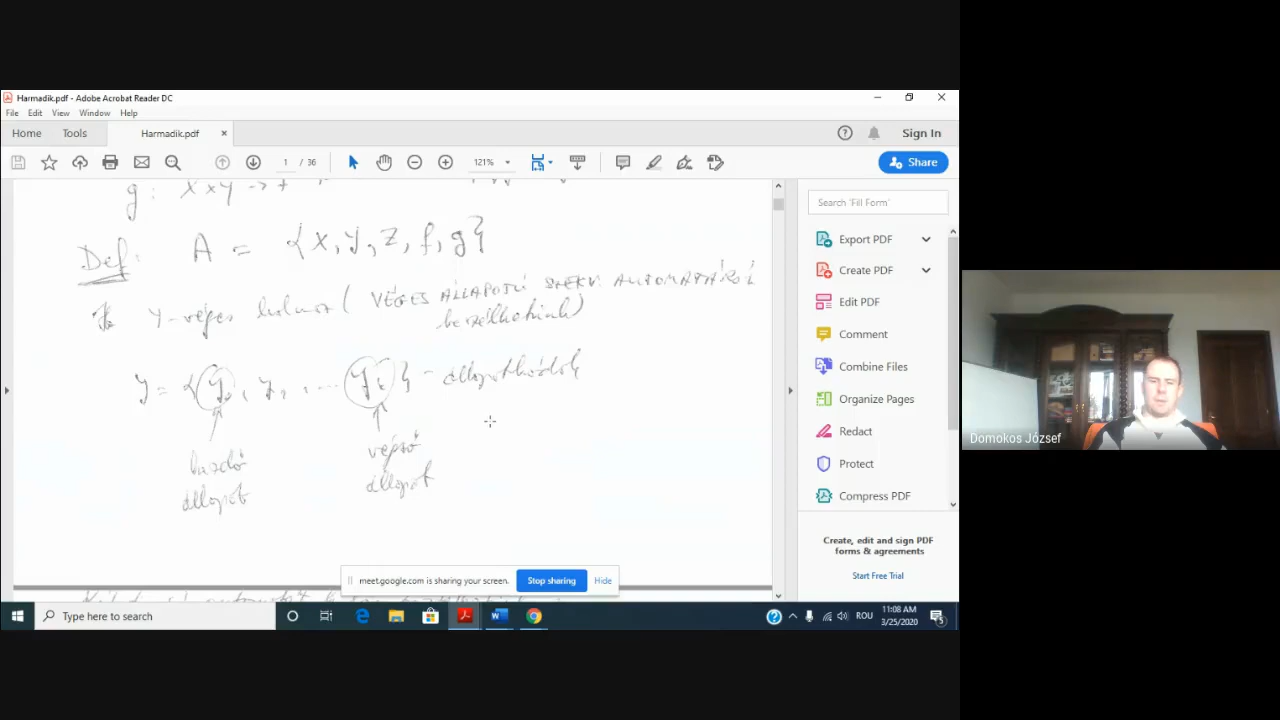 Harmadik.pdf - Adobe Acrobat Reader DC
File Edit View Window Help
Home Tools Harmadik.pdf × Sign In
1 / 36 121% Share
g: X×Y ->
Def: A = {X, Y, Z, f, g}
Y-véges halmaz (VÉGES ÁLLAPOTÚ SZEKV AUTOMATÁRÓL
beszélhetünk)
Y = {y₀, y₁, ... yₖ} - állapotkódok
kezdő végső
állapot állapot
Search 'Fill Form'
Export PDF
Create PDF
Edit PDF
Comment
Combine Files
Organize Pages
Redact
Protect
Compress PDF
Create, edit and sign PDF
forms & agreements
Start Free Trial
meet.google.com is sharing your screen. Stop sharing Hide
Type here to search
ROU 11:08 AM
3/25/2020
Domokos József